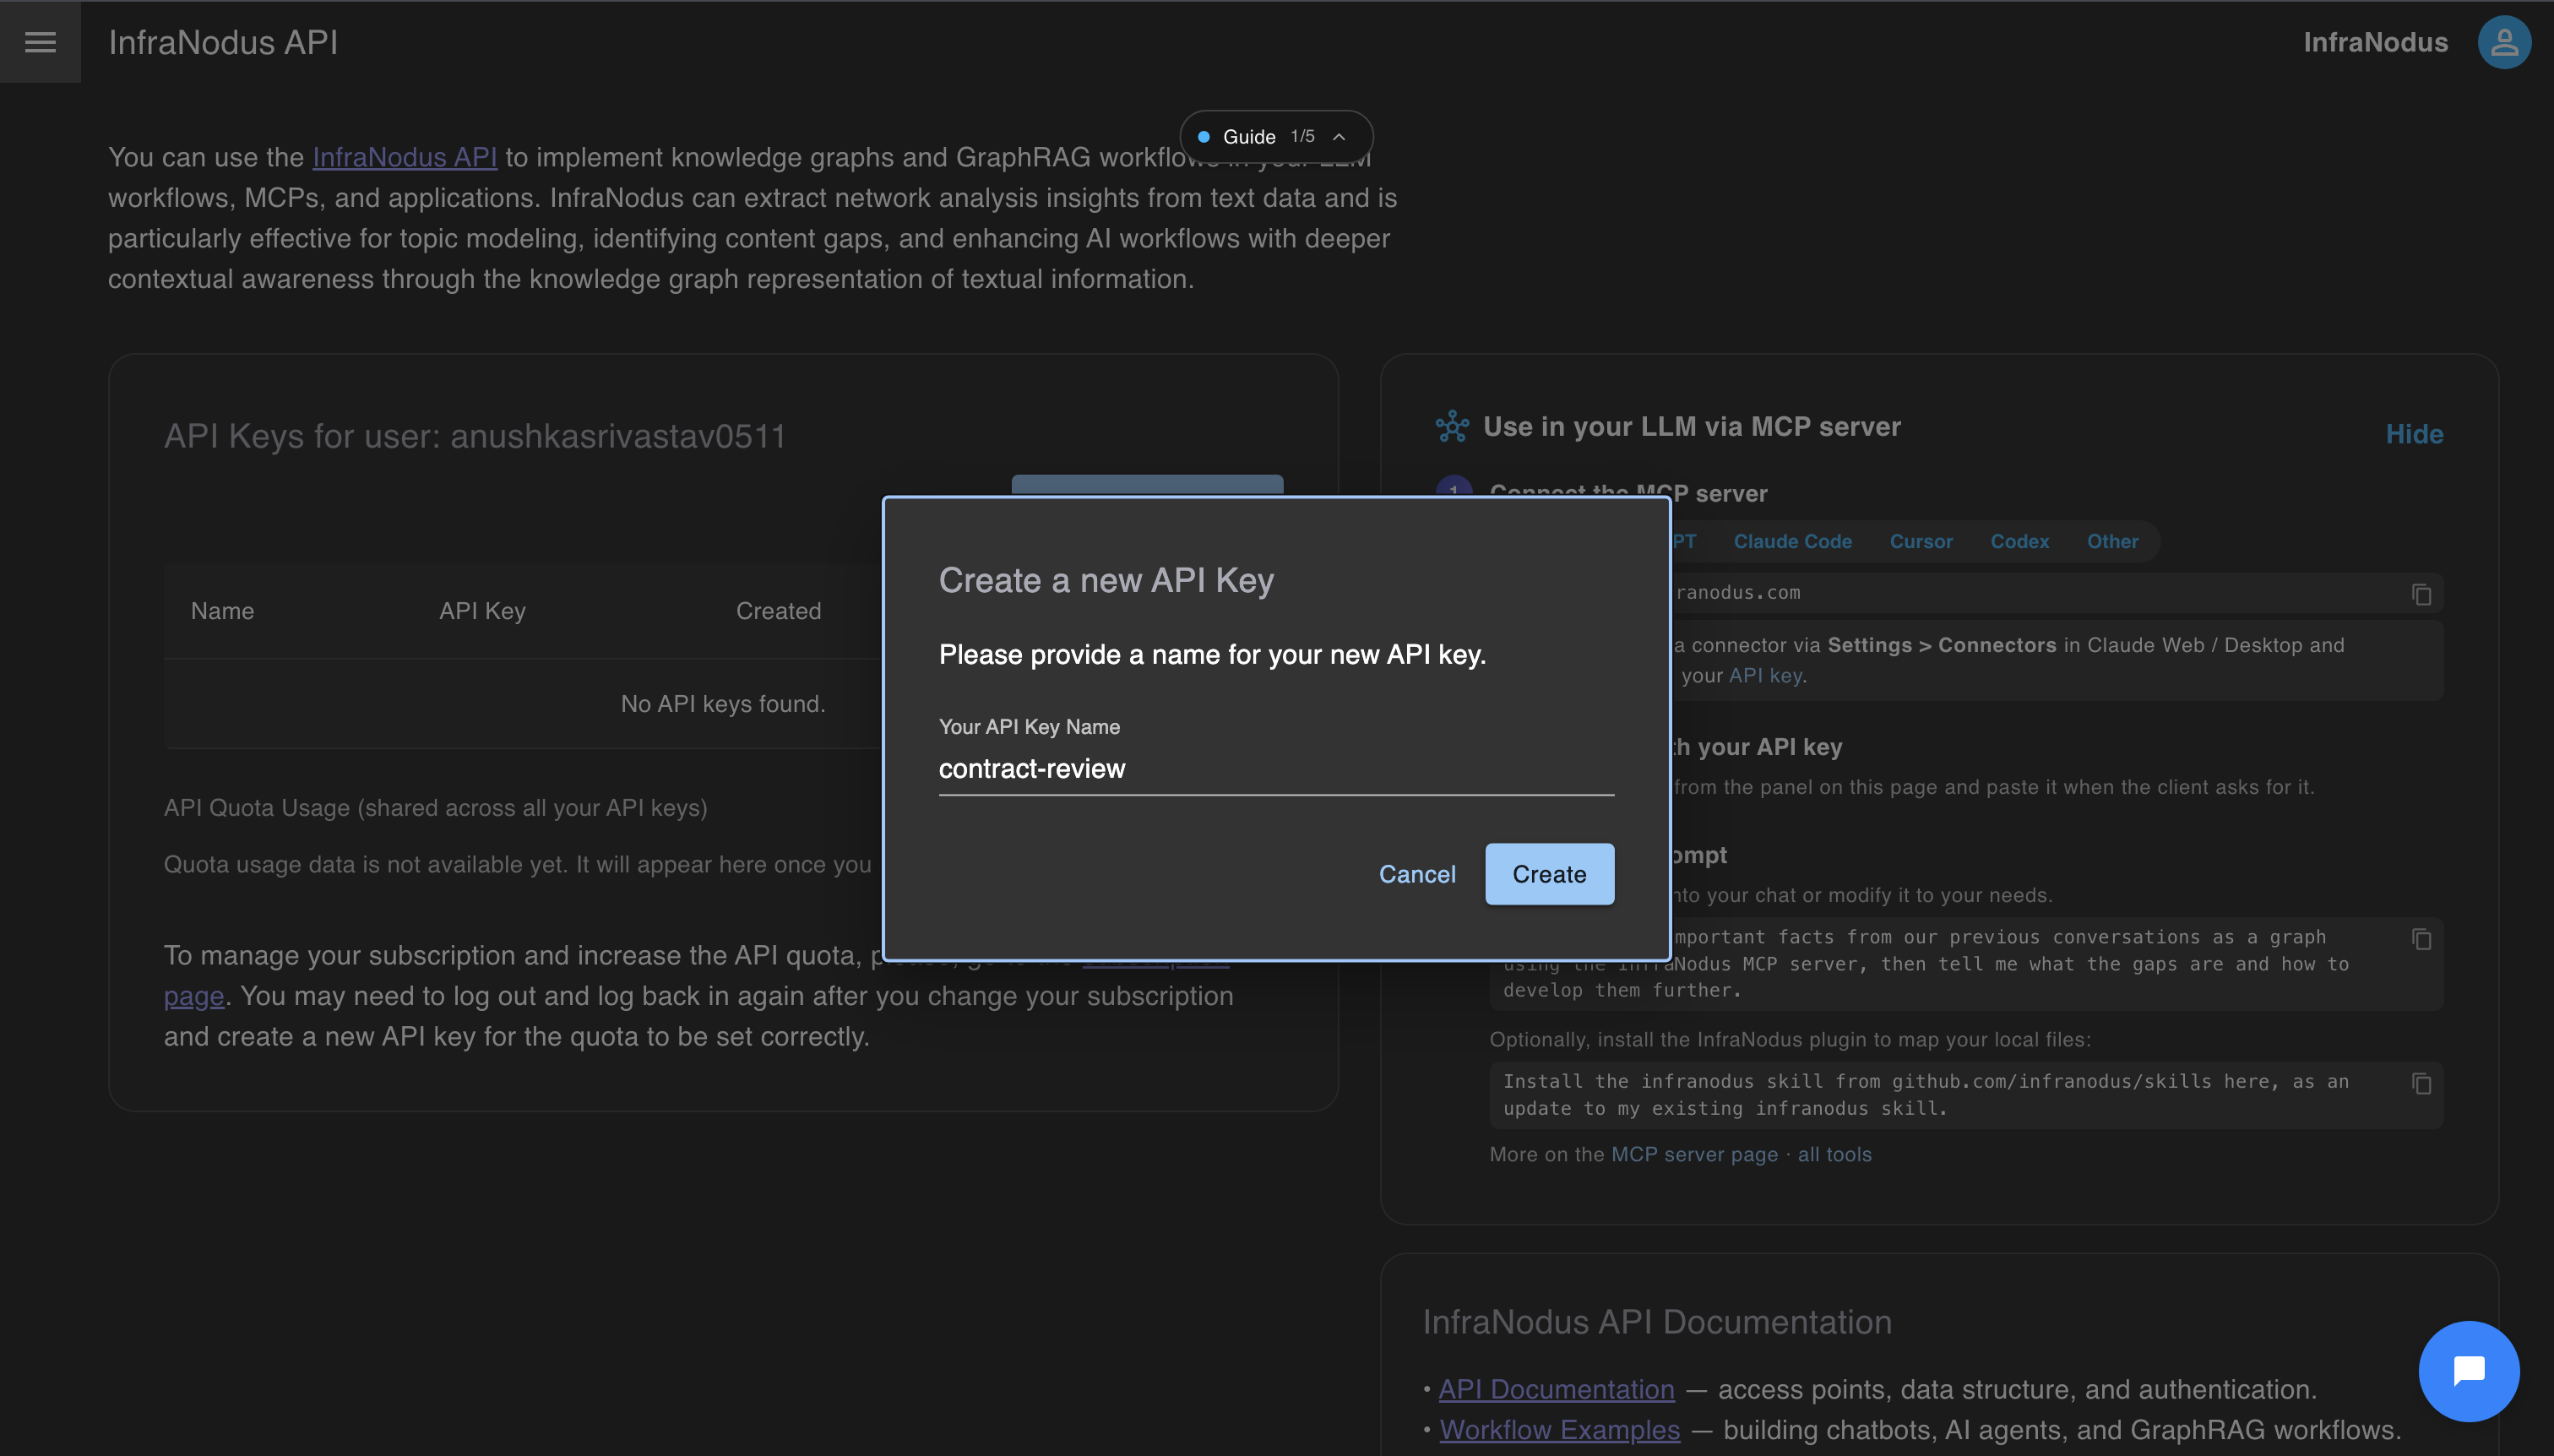 InfraNodus API
InfraNodus
Guide 1/5
You can use the InfraNodus API to implement knowledge graphs and GraphRAG workflows in your LLM
workflows, MCPs, and applications. InfraNodus can extract network analysis insights from text data and is
particularly effective for topic modeling, identifying content gaps, and enhancing AI workflows with deeper
contextual awareness through the knowledge graph representation of textual information.
API Keys for user: anushkasrivastav0511
Name API Key Created
No API keys found.
API Quota Usage (shared across all your API keys)
Quota usage data is not available yet. It will appear here once you
To manage your subscription and increase the API quota,
page. You may need to log out and log back in again after you change your subscription
and create a new API key for the quota to be set correctly.
Create a new API Key
Please provide a name for your new API key.
Your API Key Name
contract-review
Cancel Create
Use in your LLM via MCP server
Hide
1 Connect the MCP server
PT Claude Code Cursor Codex Other
ranodus.com
a connector via Settings > Connectors in Claude Web / Desktop and
your API key.
th your API key
from the panel on this page and paste it when the client asks for it.
ompt
nto your chat or modify it to your needs.
mportant facts from our previous conversations as a graph
using the InfraNodus MCP server, then tell me what the gaps are and how to
develop them further.
Optionally, install the InfraNodus plugin to map your local files:
Install the infranodus skill from github.com/infranodus/skills here, as an
update to my existing infranodus skill.
More on the MCP server page · all tools
InfraNodus API Documentation
• API Documentation — access points, data structure, and authentication.
• Workflow Examples — building chatbots, AI agents, and GraphRAG workflows.